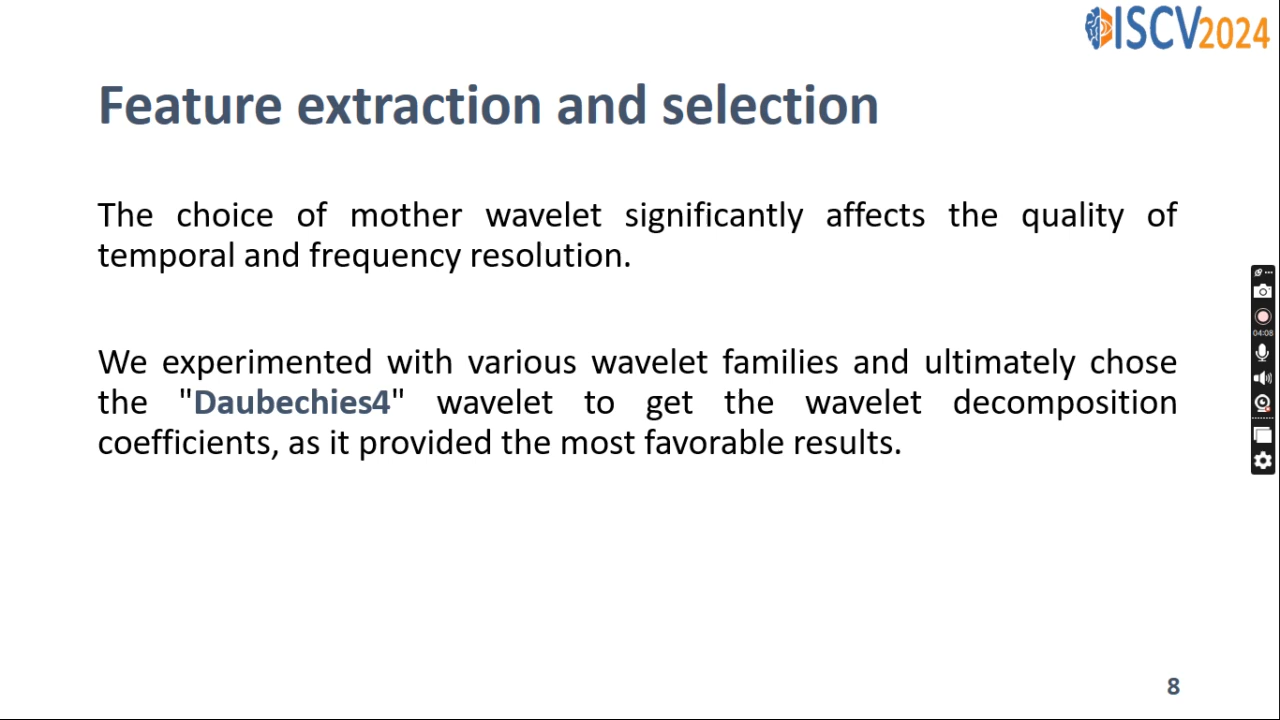 ISCV2024
Feature extraction and selection
The choice of mother wavelet significantly affects the quality of
temporal and frequency resolution.
We experimented with various wavelet families and ultimately chose
the "Daubechies4" wavelet to get the wavelet decomposition
coefficients, as it provided the most favorable results.
04:08
8